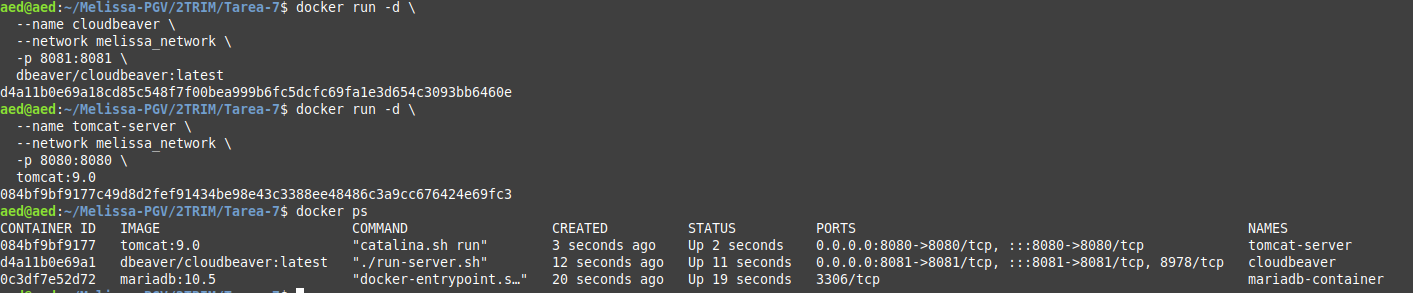 aed@aed:~/Melissa-PGV/2TRIM/Tarea-7$ docker run -d \
  --name cloudbeaver \
  --network melissa_network \
  -p 8081:8081 \
  dbeaver/cloudbeaver:latest
d4a11b0e69a18cd85c548f7f00bea999b6fc5dcfc69fa1e3d654c3093bb6460e
aed@aed:~/Melissa-PGV/2TRIM/Tarea-7$ docker run -d \
  --name tomcat-server \
  --network melissa_network \
  -p 8080:8080 \
  tomcat:9.0
084bf9bf9177c49d8d2fef91434be98e43c3388ee48486c3a9cc676424e69fc3
aed@aed:~/Melissa-PGV/2TRIM/Tarea-7$ docker ps
CONTAINER ID   IMAGE                        COMMAND                  CREATED          STATUS          PORTS                                                 NAMES
084bf9bf9177   tomcat:9.0                   "catalina.sh run"        3 seconds ago    Up 2 seconds    0.0.0.0:8080->8080/tcp, :::8080->8080/tcp             tomcat-server
d4a11b0e69a1   dbeaver/cloudbeaver:latest   "./run-server.sh"        12 seconds ago   Up 11 seconds   0.0.0.0:8081->8081/tcp, :::8081->8081/tcp, 8978/tcp   cloudbeaver
0c3df7e52d72   mariadb:10.5                 "docker-entrypoint.s…"   20 seconds ago   Up 19 seconds   3306/tcp                                              mariadb-container
aed@aed:~/Melissa-PGV/2TRIM/Tarea-7$